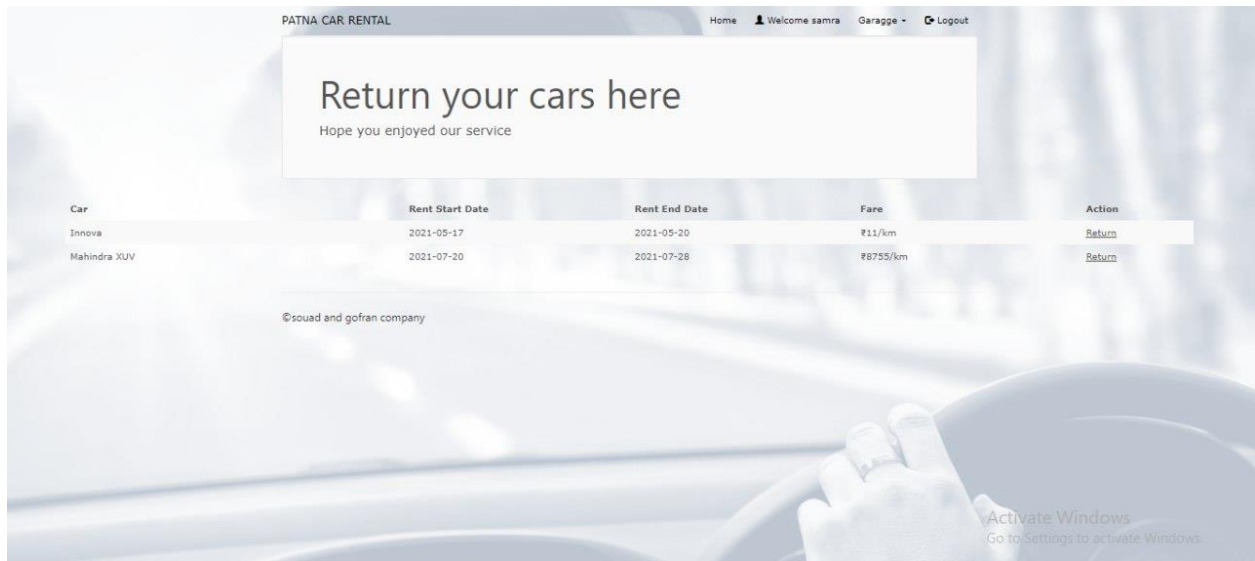 PATNA CAR RENTAL Home Welcome samra Garagge Logout
Return your cars here
Hope you enjoyed our service
Car Rent Start Date Rent End Date Fare Action
Innova 2021-05-17 2021-05-20 ₹11/km Return
Mahindra XUV 2021-07-20 2021-07-28 ₹8755/km Return
©souad and gofran company
Activate Windows
Go to Settings to activate Windows.